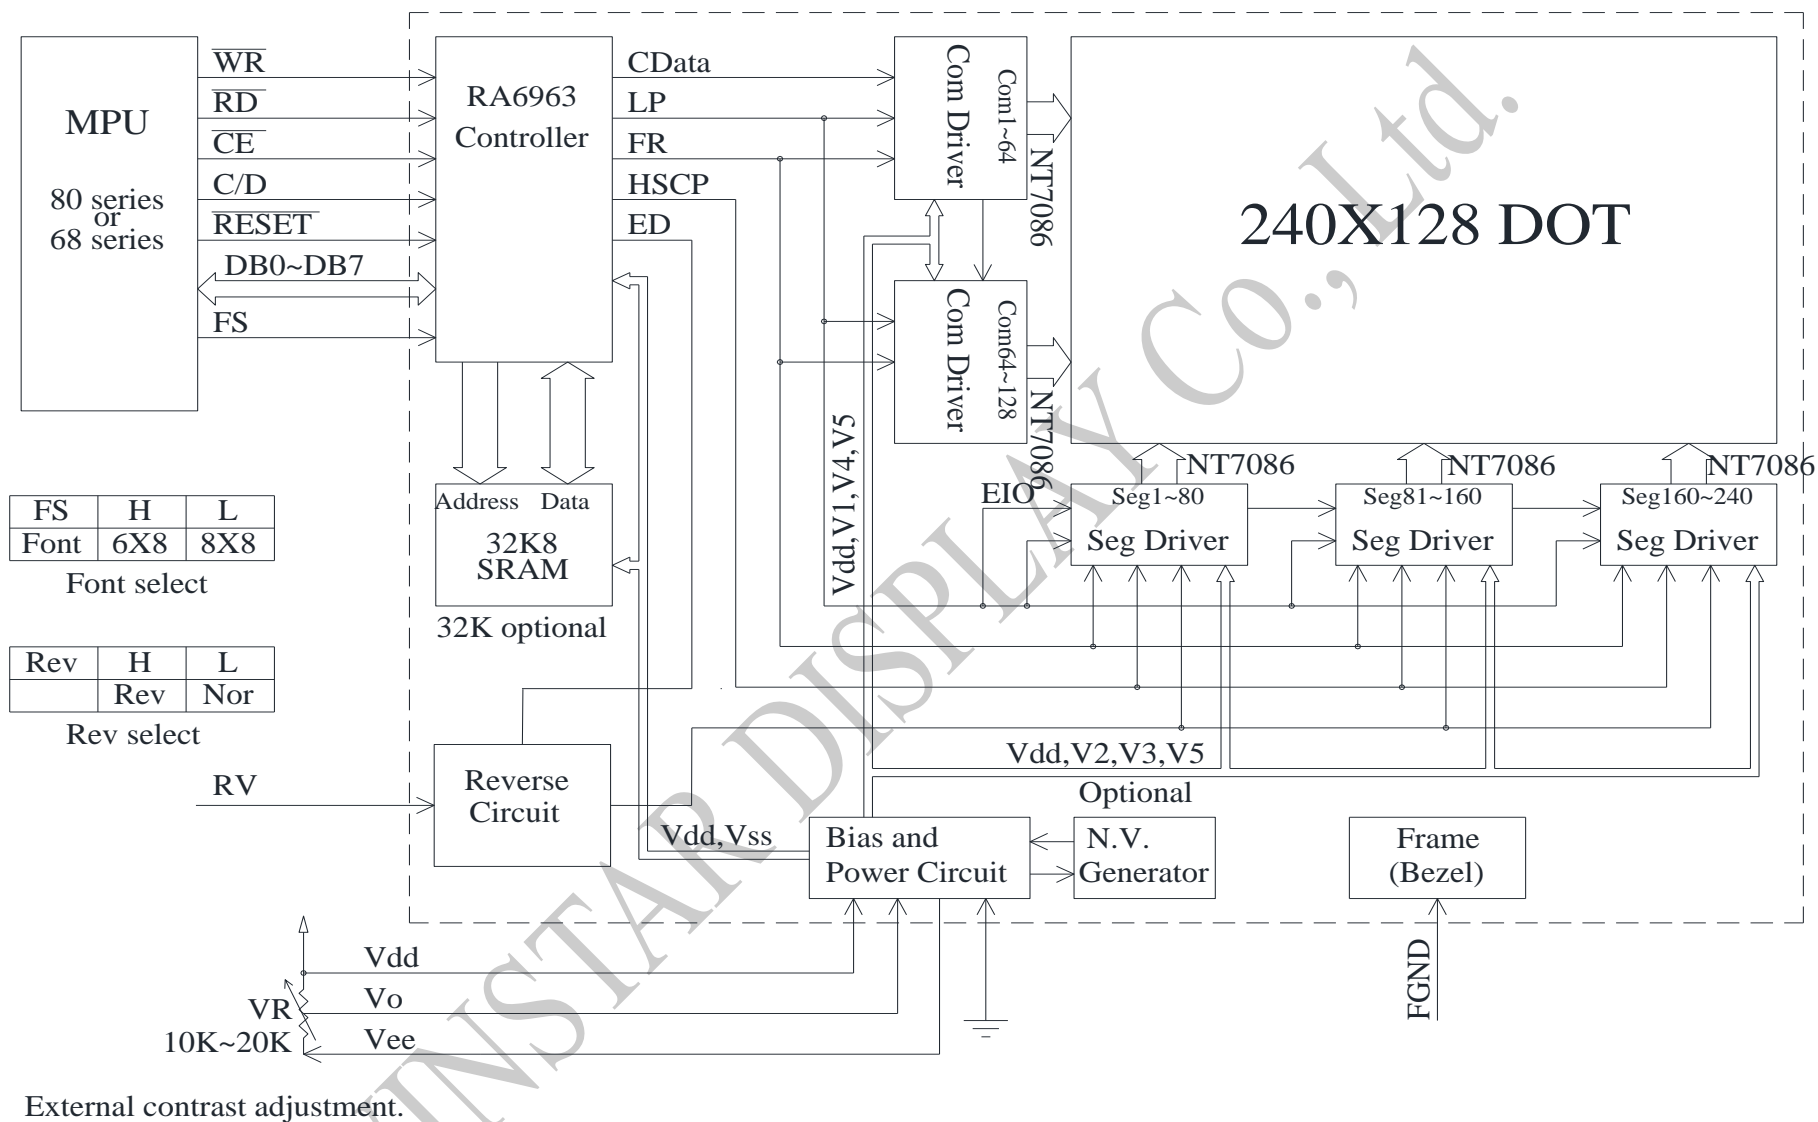 MPU
80 series
or
68 series
WR
RD
CE
C/D
RESET
DB0~DB7
FS
RA6963
Controller
CData
LP
FR
HSCP
ED
Com Driver
Com1~64
NT7086
Com Driver
Com64~128
NT7086
240X128 DOT
Vdd,V1,V4,V5
NT7086
NT7086
NT7086
EIO
Seg1~80
Seg Driver
Seg81~160
Seg Driver
Seg160~240
Seg Driver
Address Data
32K8
SRAM
32K optional
FS H L
Font 6X8 8X8
Font select
Rev H L
Rev Nor
Rev select
RV
Reverse
Circuit
Vdd,V2,V3,V5
Optional
Vdd,Vss
Bias and
Power Circuit
N.V.
Generator
Frame
(Bezel)
FGND
Vdd
Vo
Vee
VR
10K~20K
External contrast adjustment.
WINSTAR DISPLAY Co., Ltd.